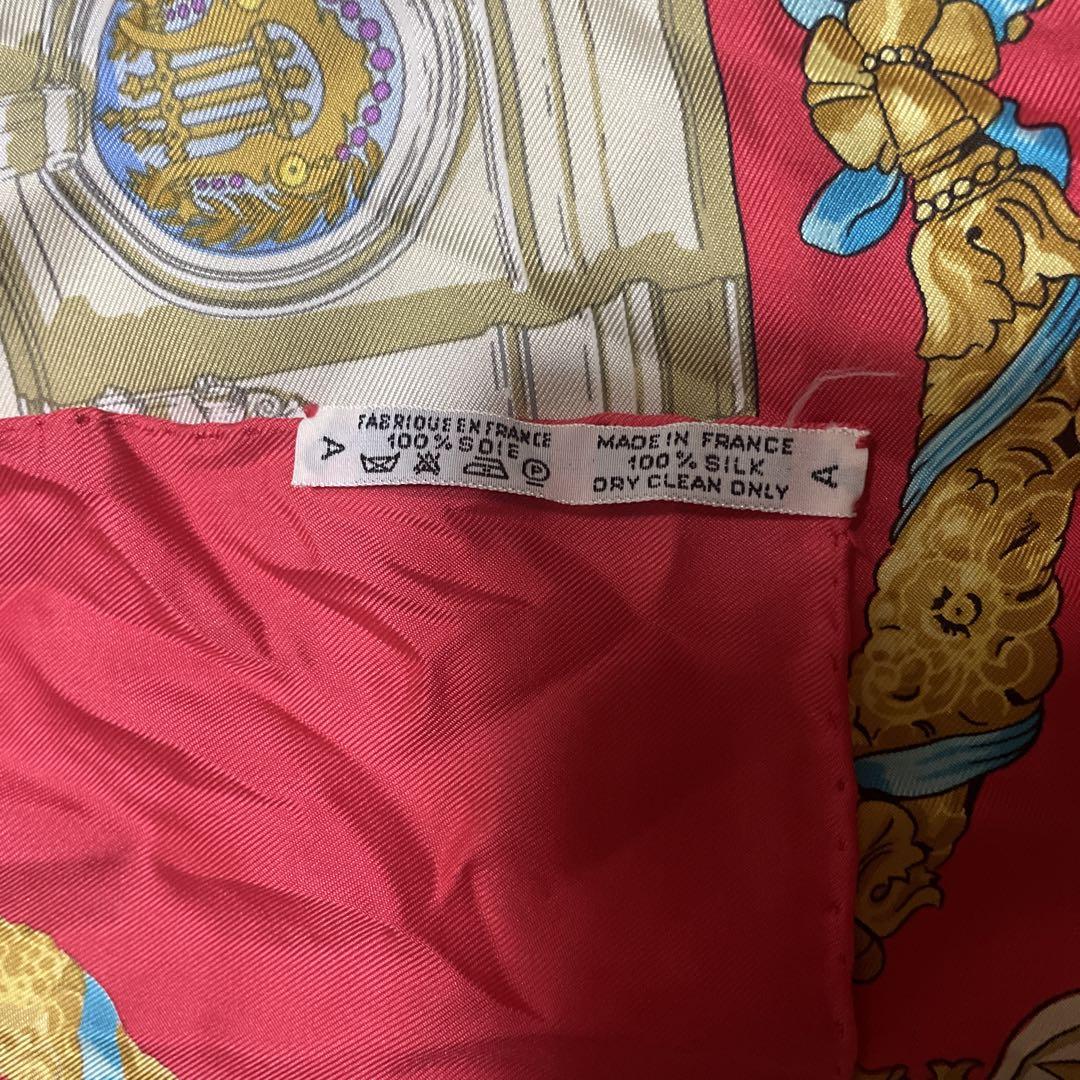 A
FABRIQUE EN FRANCE
100% SOIE
P
MADE IN FRANCE
100% SILK
DRY CLEAN ONLY
A